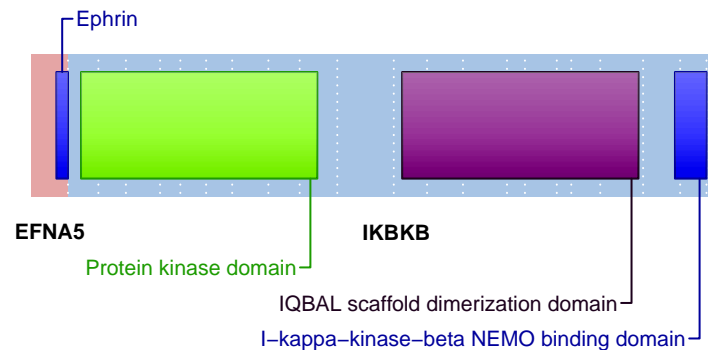 Ephrin
EFNA5
IKBKB
Protein kinase domain
IQBAL scaffold dimerization domain
I−kappa−kinase−beta NEMO binding domain